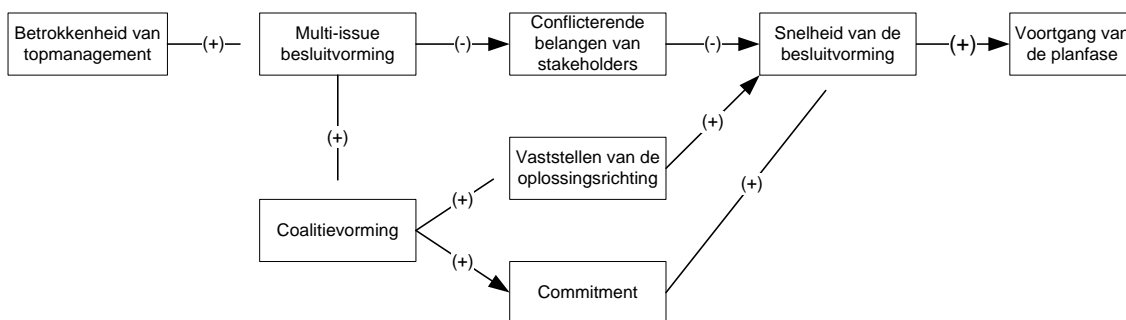 Betrokkenheid van
topmanagement
(+)
Multi-issue
besluitvorming
(-)
Conflicterende
belangen van
stakeholders
(-)
Snelheid van de
besluitvorming
(+)
Voortgang van
de planfase
(+)
(+)
Vaststellen van de
oplossingsrichting
(+)
(+)
Coalitievorming
(+)
Commitment